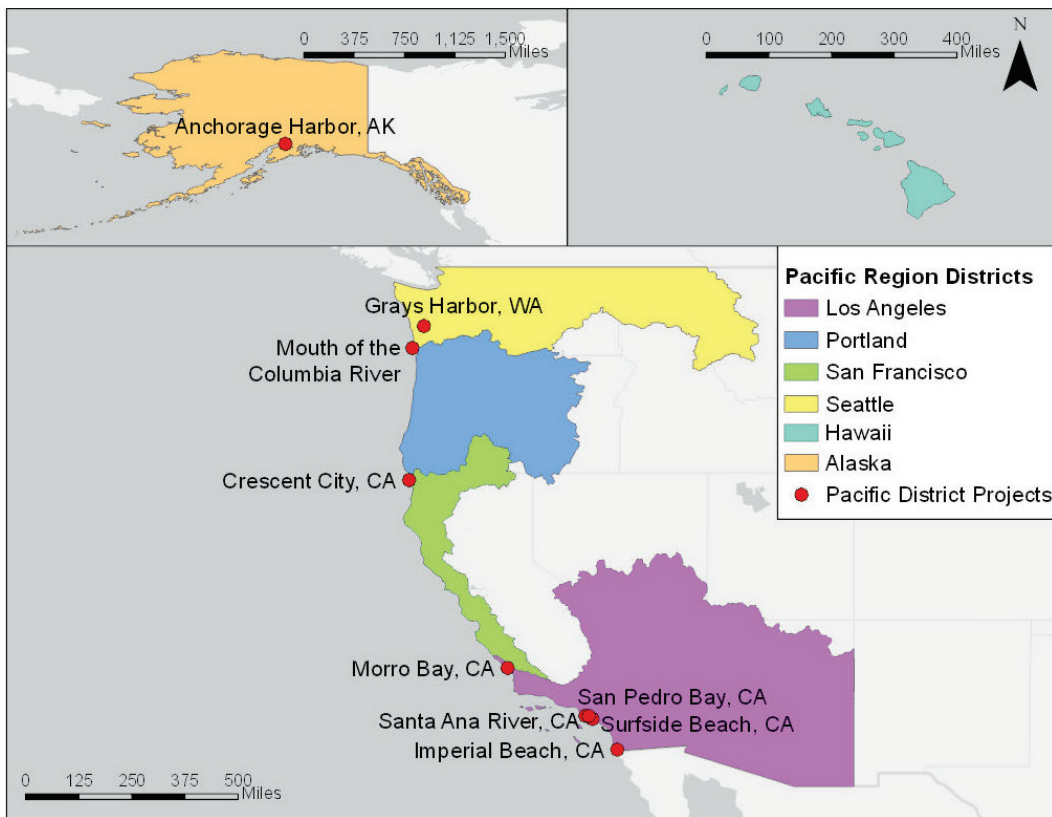 0 375 750 1,125 1,500
Miles
Anchorage Harbor, AK
0 100 200 300 400
Miles
N
Grays Harbor, WA
Mouth of the
Columbia River
Crescent City, CA
Morro Bay, CA
San Pedro Bay, CA
Santa Ana River, CA
Surfside Beach, CA
Imperial Beach, CA
0 125 250 375 500
Miles
Pacific Region Districts
Los Angeles
Portland
San Francisco
Seattle
Hawaii
Alaska
Pacific District Projects